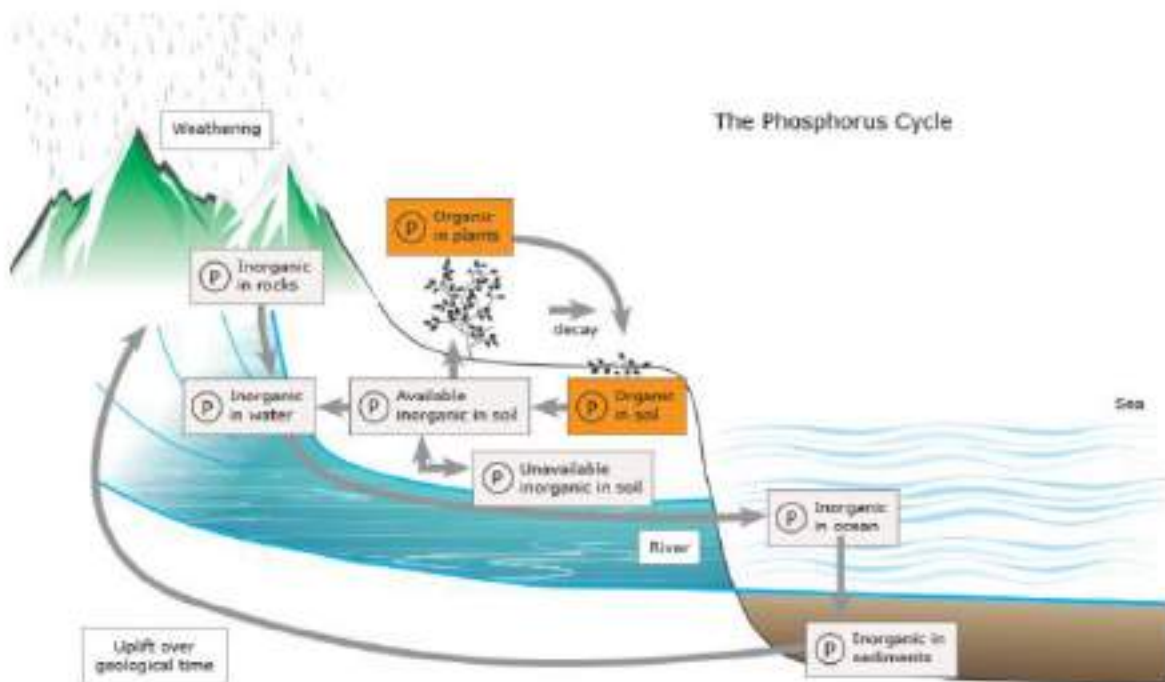 The Phosphorus Cycle
Weathering
P Organic
in plants
P Inorganic
in rocks
decay
P Inorganic
in water
P Available
inorganic in soil
P Organic
in soil
Sea
P Unavailable
inorganic in soil
P Inorganic
in ocean
River
Uplift over
geological time
P Inorganic in
sediments